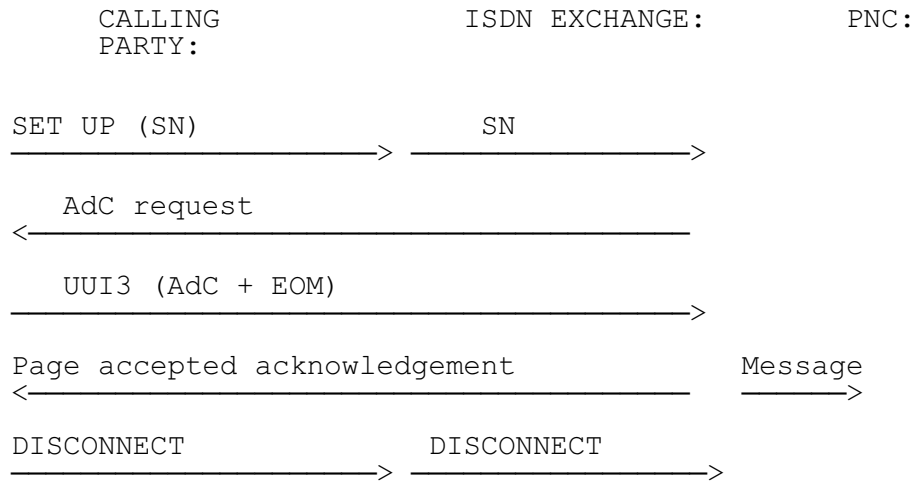 CALLING ISDN EXCHANGE: PNC:
PARTY:
SET UP (SN) SN
AdC request
UUI3 (AdC + EOM)
Page accepted acknowledgement Message
DISCONNECT DISCONNECT